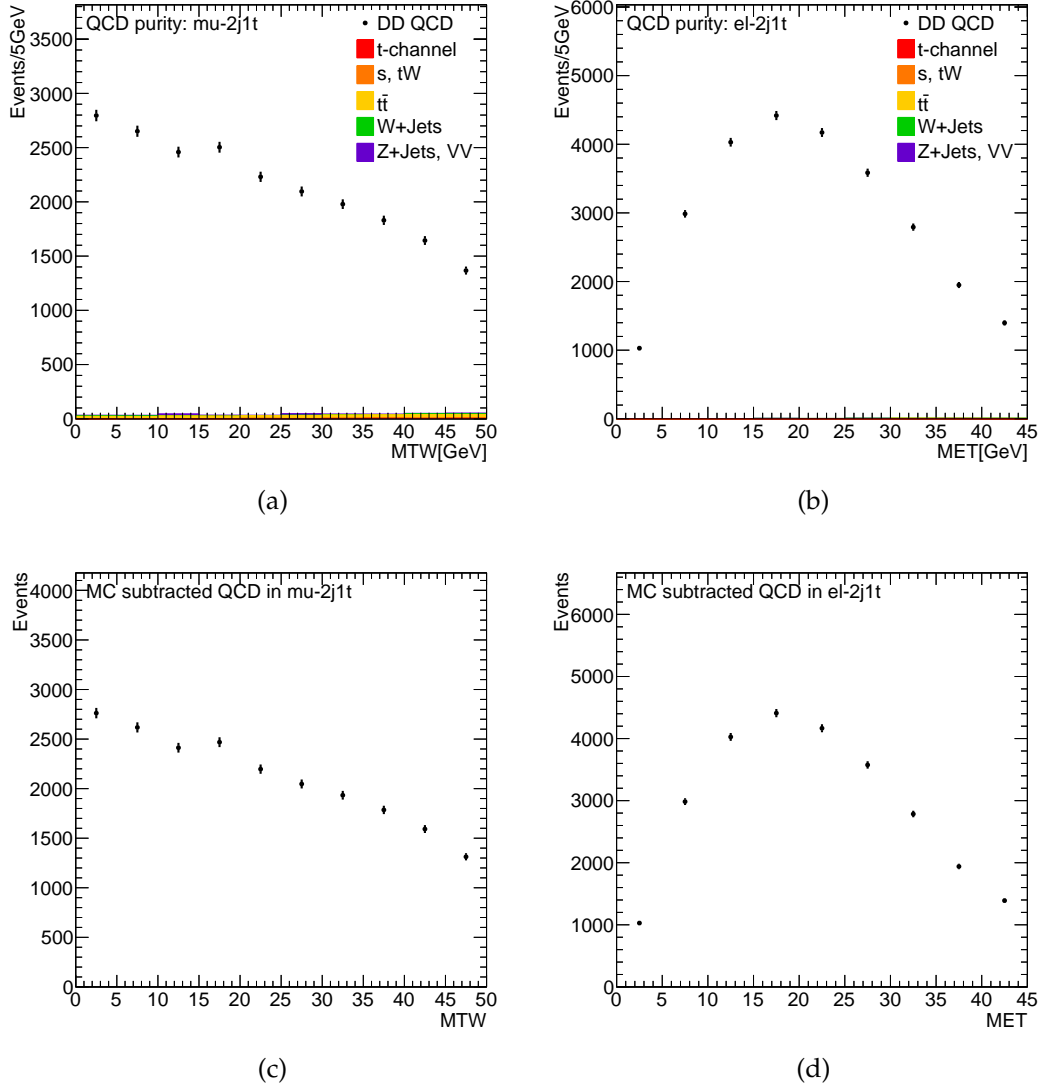 QCD purity: mu-2j1t
DD QCD
t-channel
s, tW
tt̄
W+Jets
Z+Jets, VV
Events/5GeV
3500
3000
2500
2000
1500
1000
500
0
0 5 10 15 20 25 30 35 40 45 50
MTW[GeV]
(a)
QCD purity: el-2j1t
DD QCD
t-channel
s, tW
tt̄
W+Jets
Z+Jets, VV
Events/5GeV
6000
5000
4000
3000
2000
1000
0
0 5 10 15 20 25 30 35 40 45
MET[GeV]
(b)
MC subtracted QCD in mu-2j1t
Events
4000
3500
3000
2500
2000
1500
1000
500
0
0 5 10 15 20 25 30 35 40 45 50
MTW
(c)
MC subtracted QCD in el-2j1t
Events
6000
5000
4000
3000
2000
1000
0
0 5 10 15 20 25 30 35 40 45
MET
(d)